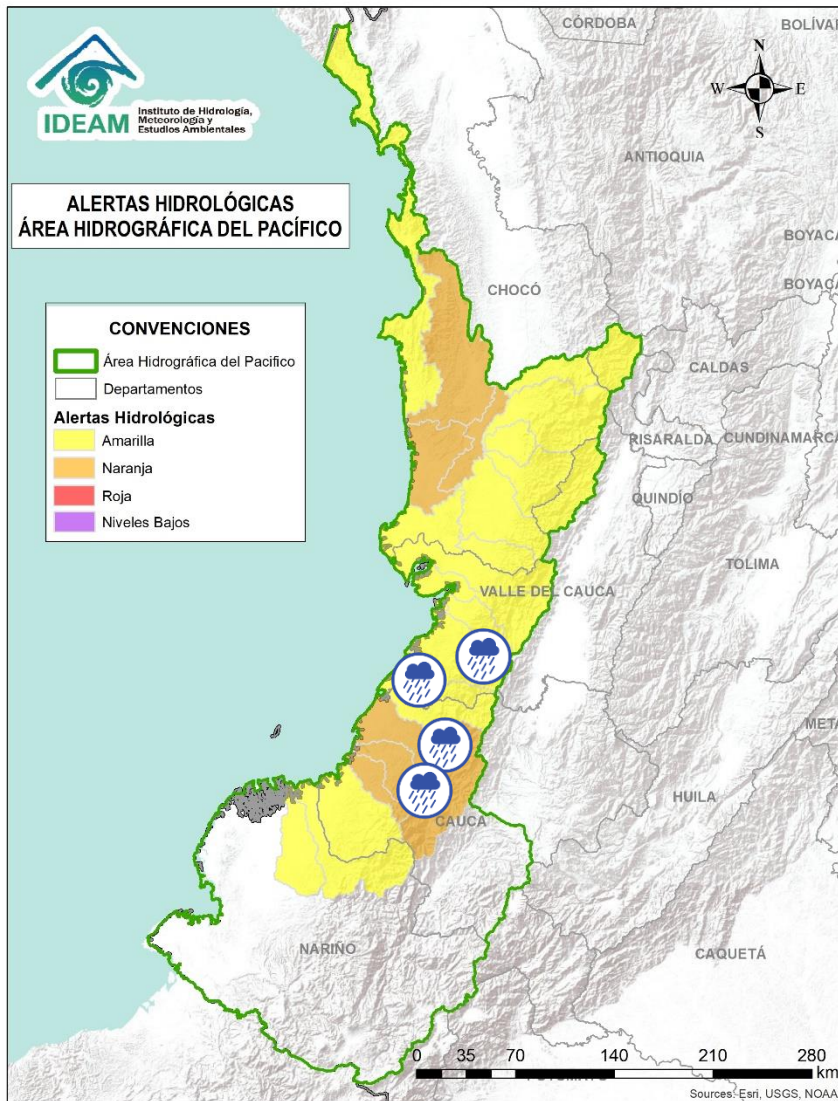 IDEAM
Instituto de Hidrología,
Meteorología y
Estudios Ambientales
ALERTAS HIDROLÓGICAS
ÁREA HIDROGRÁFICA DEL PACÍFICO
CONVENCIONES
Área Hidrográfica del Pacifico
Departamentos
Alertas Hidrológicas
Amarilla
Naranja
Roja
Niveles Bajos
N
W
E
S
CÓRDOBA
BOLÍVA
ANTIOQUIA
BOYACÁ
BOYACÁ
CHOCÓ
CALDAS
RISARALDA
CUNDINAMARCA
QUINDÍO
TOLIMA
VALLE DEL CAUCA
META
HUILA
CAUCA
NARIÑO
CAQUETÁ
0 35 70 140 210 280
km
Sources: Esri, USGS, NOAA